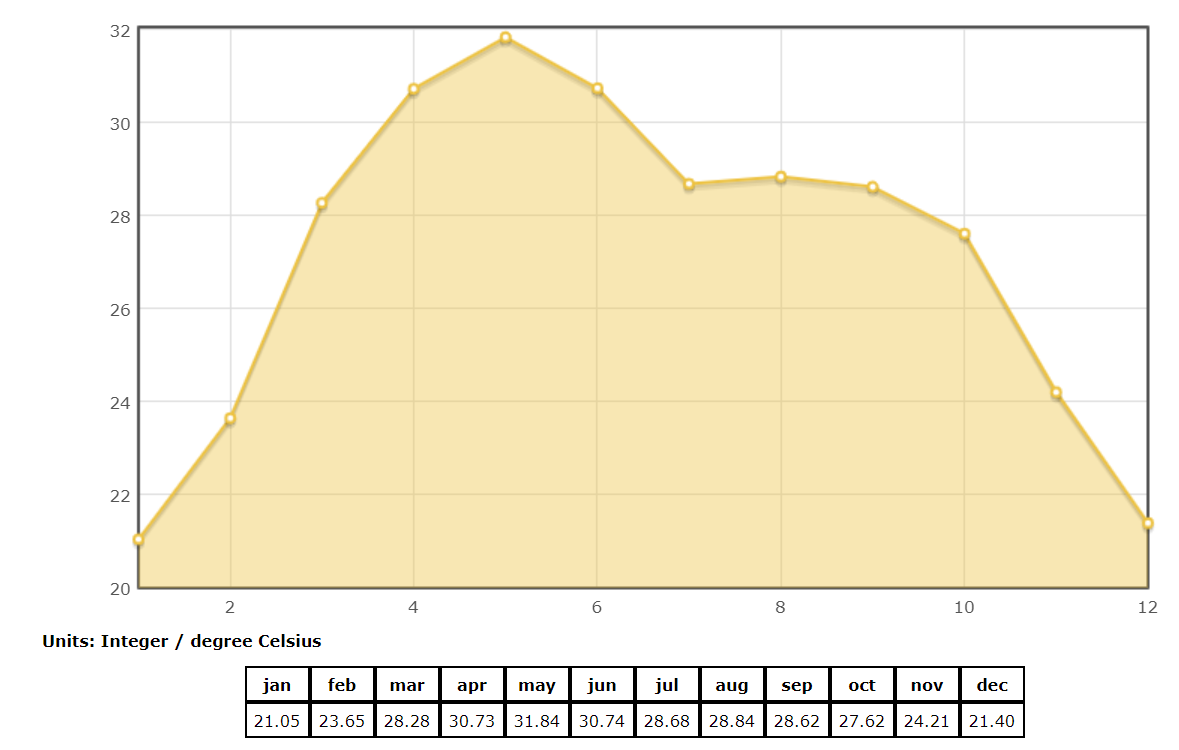 32
30
28
26
24
22
20
2 4 6 8 10 12
Units: Integer / degree Celsius
jan feb mar apr may jun jul aug sep oct nov dec
21.05 23.65 28.28 30.73 31.84 30.74 28.68 28.84 28.62 27.62 24.21 21.40